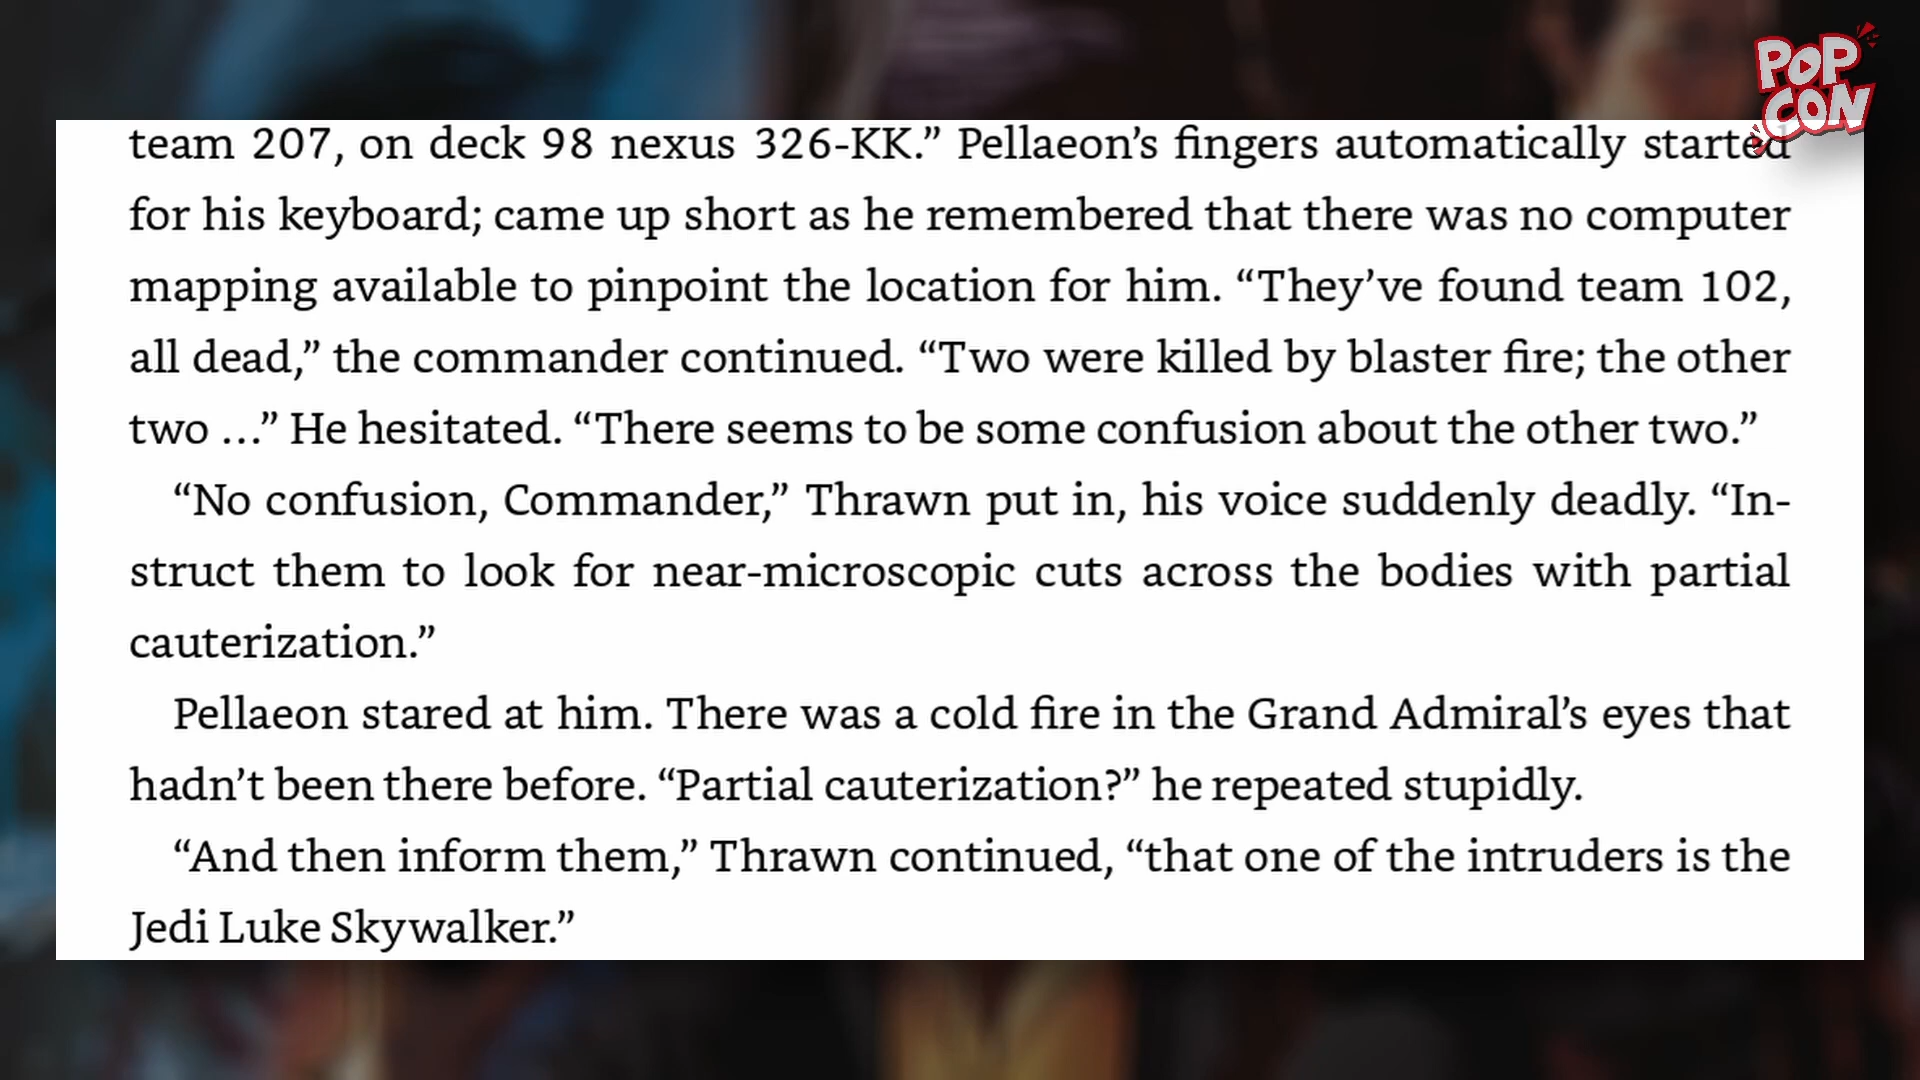 POP
CON
team 207, on deck 98 nexus 326-KK.” Pellaeon’s fingers automatically started
for his keyboard; came up short as he remembered that there was no computer
mapping available to pinpoint the location for him. “They’ve found team 102,
all dead,” the commander continued. “Two were killed by blaster fire; the other
two …” He hesitated. “There seems to be some confusion about the other two.”
“No confusion, Commander,” Thrawn put in, his voice suddenly deadly. “In-
struct them to look for near-microscopic cuts across the bodies with partial
cauterization.”
Pellaeon stared at him. There was a cold fire in the Grand Admiral’s eyes that
hadn’t been there before. “Partial cauterization?” he repeated stupidly.
“And then inform them,” Thrawn continued, “that one of the intruders is the
Jedi Luke Skywalker.”